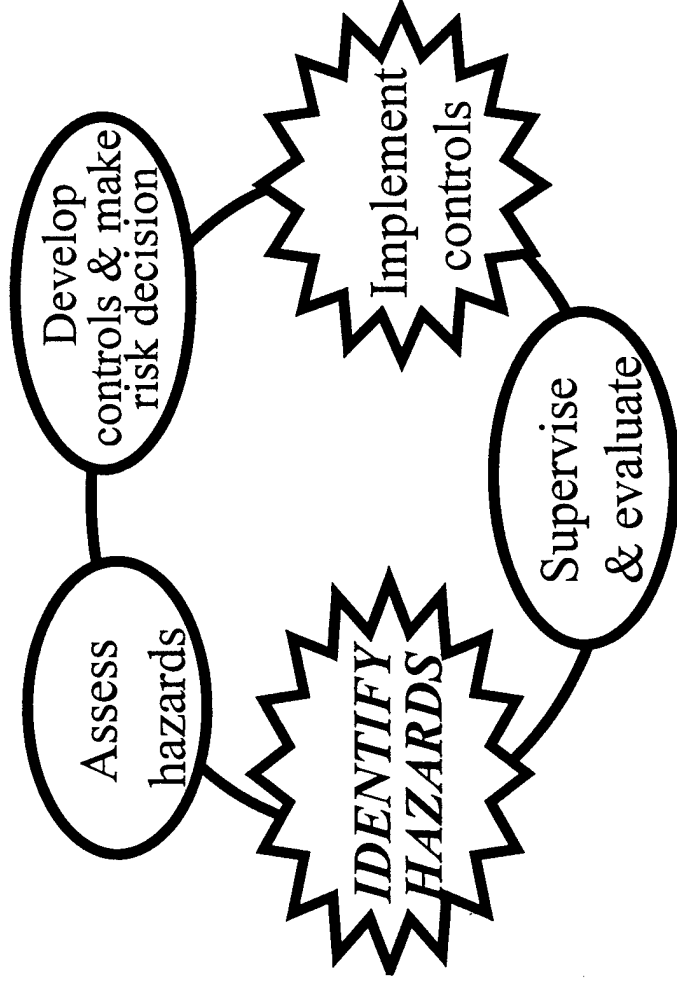 Assess
hazards
Develop
controls & make
risk decision
IDENTIFY
HAZARDS
Implement
controls
Supervise
& evaluate